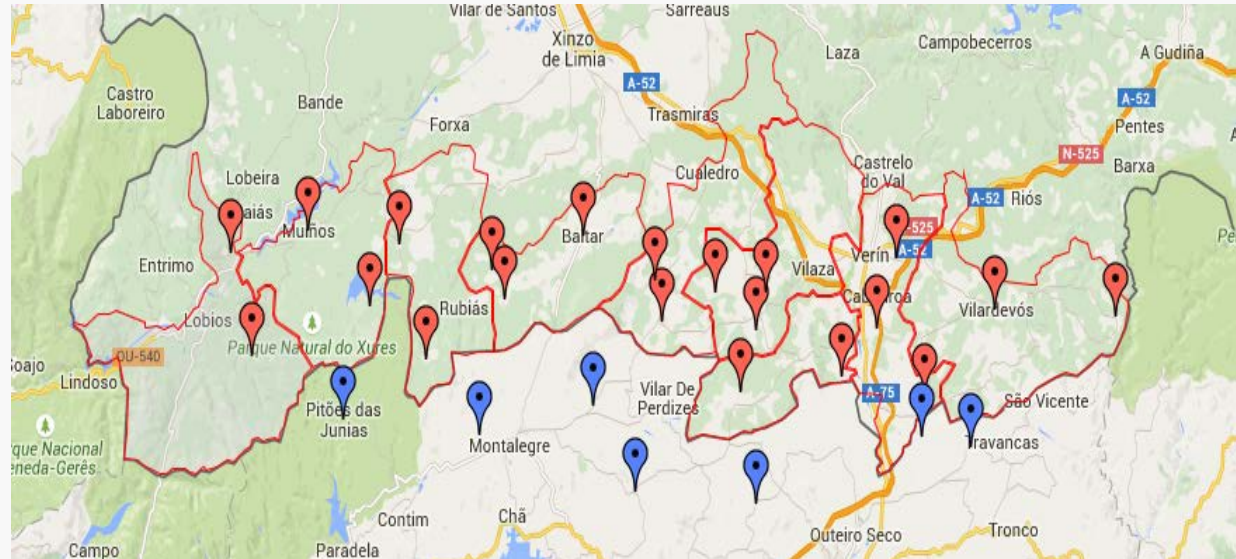 Vilar de Santos
Sarreaus
Xinzo
de Limia
Laza
Campobecerros
A Gudiña
A-52
A-52
Castro
Laboreiro
Bande
Trasmiras
Pentes
Forxa
N-525
Barxa
Cualedro
Castrelo
do Val
Lobeira
A-52
Riós
Muíños
Baltar
A-52
Entrimo
Vilaza
Verín
Lobios
Rubiás
Vilardevós
Parque Natural do Xures
Soajo
OU-540
Lindoso
Vilar De
Perdizes
A-75
São Vicente
Pitões das
Junias
Montalegre
Travancas
Contim
Chã
Outeiro Seco
Tronco
Campo
Paradela